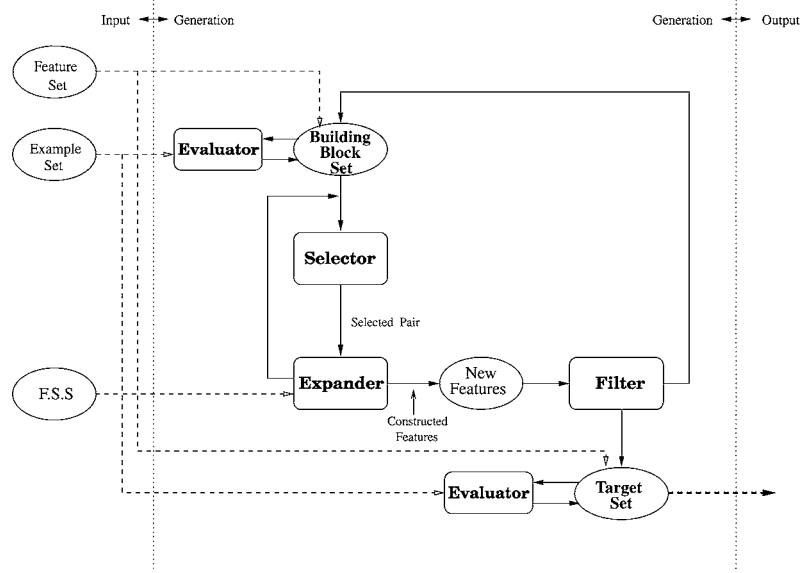 Input
Generation
Generation
Output
Feature
Set
Example
Set
Evaluator
Building
Block
Set
Selector
Selected Pair
F.S.S
Expander
New
Features
Filter
Constructed
Features
Evaluator
Target
Set